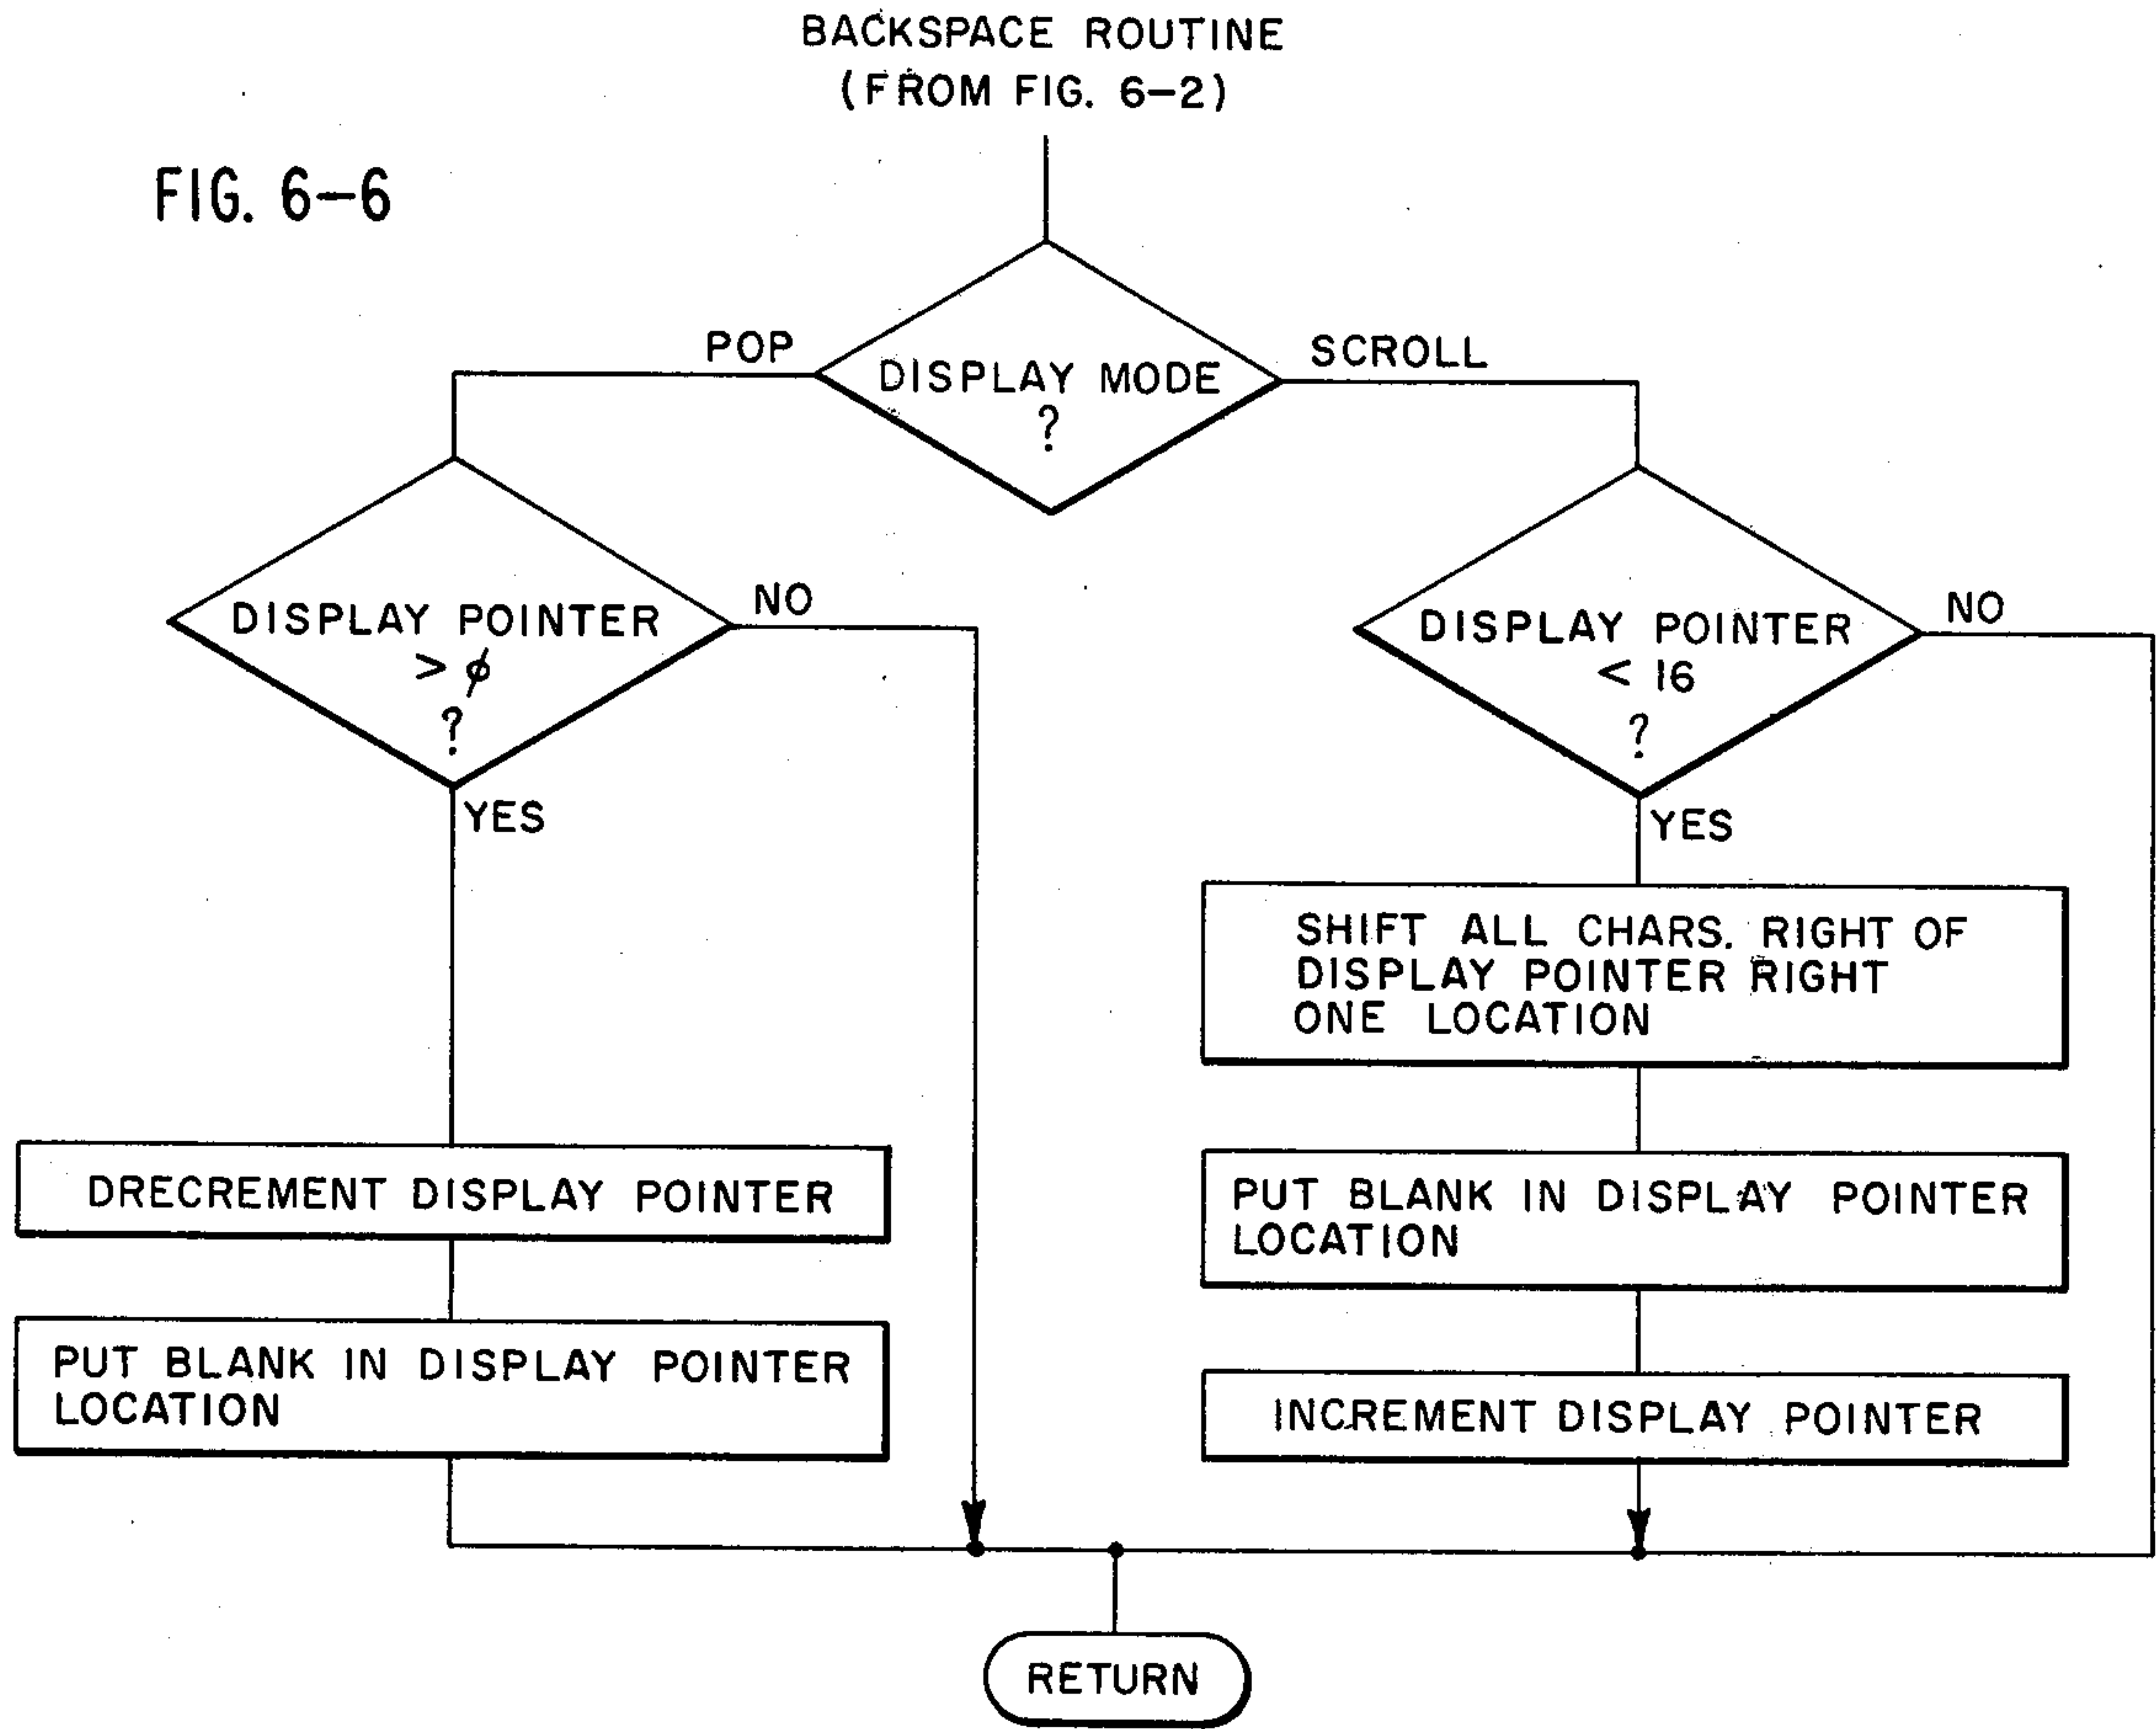 BACKSPACE ROUTINE
(FROM FIG. 6-2)
FIG. 6-6
DISPLAY MODE
?
POP
SCROLL
DISPLAY POINTER
> ϕ
?
NO
YES
DRECREMENT DISPLAY POINTER
PUT BLANK IN DISPLAY POINTER
LOCATION
DISPLAY POINTER
< 16
?
NO
YES
SHIFT ALL CHARS. RIGHT OF
DISPLAY POINTER RIGHT
ONE LOCATION
PUT BLANK IN DISPLAY POINTER
LOCATION
INCREMENT DISPLAY POINTER
RETURN